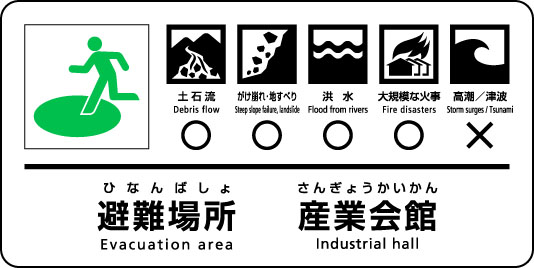 土石流 がけ崩れ・地すべり 洪水 大規模な火事 高潮／津波
Debris flow Steep slope failure, landslide Flood from rivers Fire disasters Storm surges / Tsunami
○ ○ ○ ○ ×
ひなんばしょ さんぎょうかいかん
避難場所 産業会館
Evacuation area Industrial hall